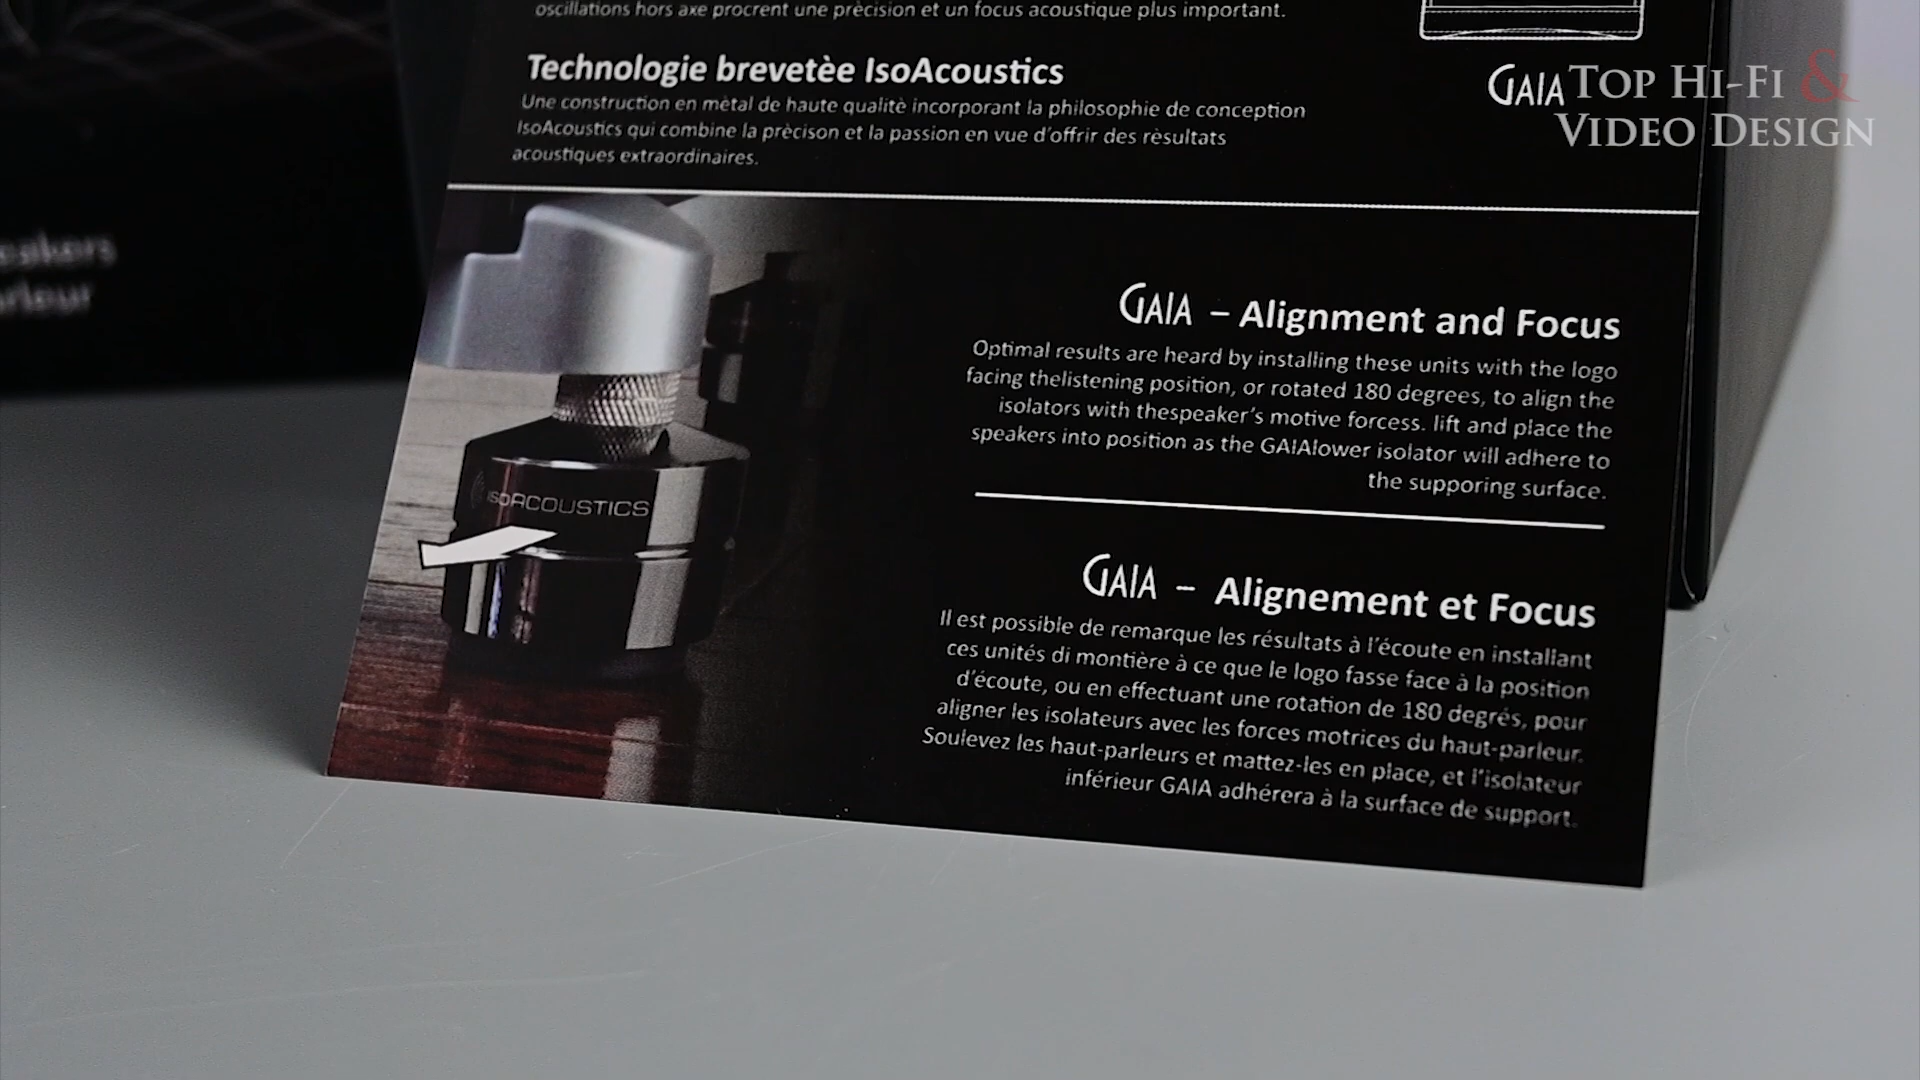 oscillations hors axe procrent une prècision et un focus acoustique plus important.
Technologie brevetèe IsoAcoustics
Une construction en mètal de haute qualitè incorporant la philosophie de conception
IsoAcoustics qui combine la prècison et la passion en vue d'offrir des rèsultats
acoustiques extraordinaires.
GAIA
TOP HI-FI &
VIDEO DESIGN
eakers
rleur
ISOACOUSTICS
GAIA – Alignment and Focus
Optimal results are heard by installing these units with the logo
facing thelistening position, or rotated 180 degrees, to align the
isolators with thespeaker's motive forcess. lift and place the
speakers into position as the GAIAlower isolator will adhere to
the supporing surface.
GAIA – Alignement et Focus
Il est possible de remarque les résultats à l'écoute en installant
ces unités di montière à ce que le logo fasse face à la position
d'écoute, ou en effectuant une rotation de 180 degrés, pour
aligner les isolateurs avec les forces motrices du haut-parleur.
Soulevez les haut-parleurs et mattez-les en place, et l'isolateur
inférieur GAIA adhérera à la surface de support.